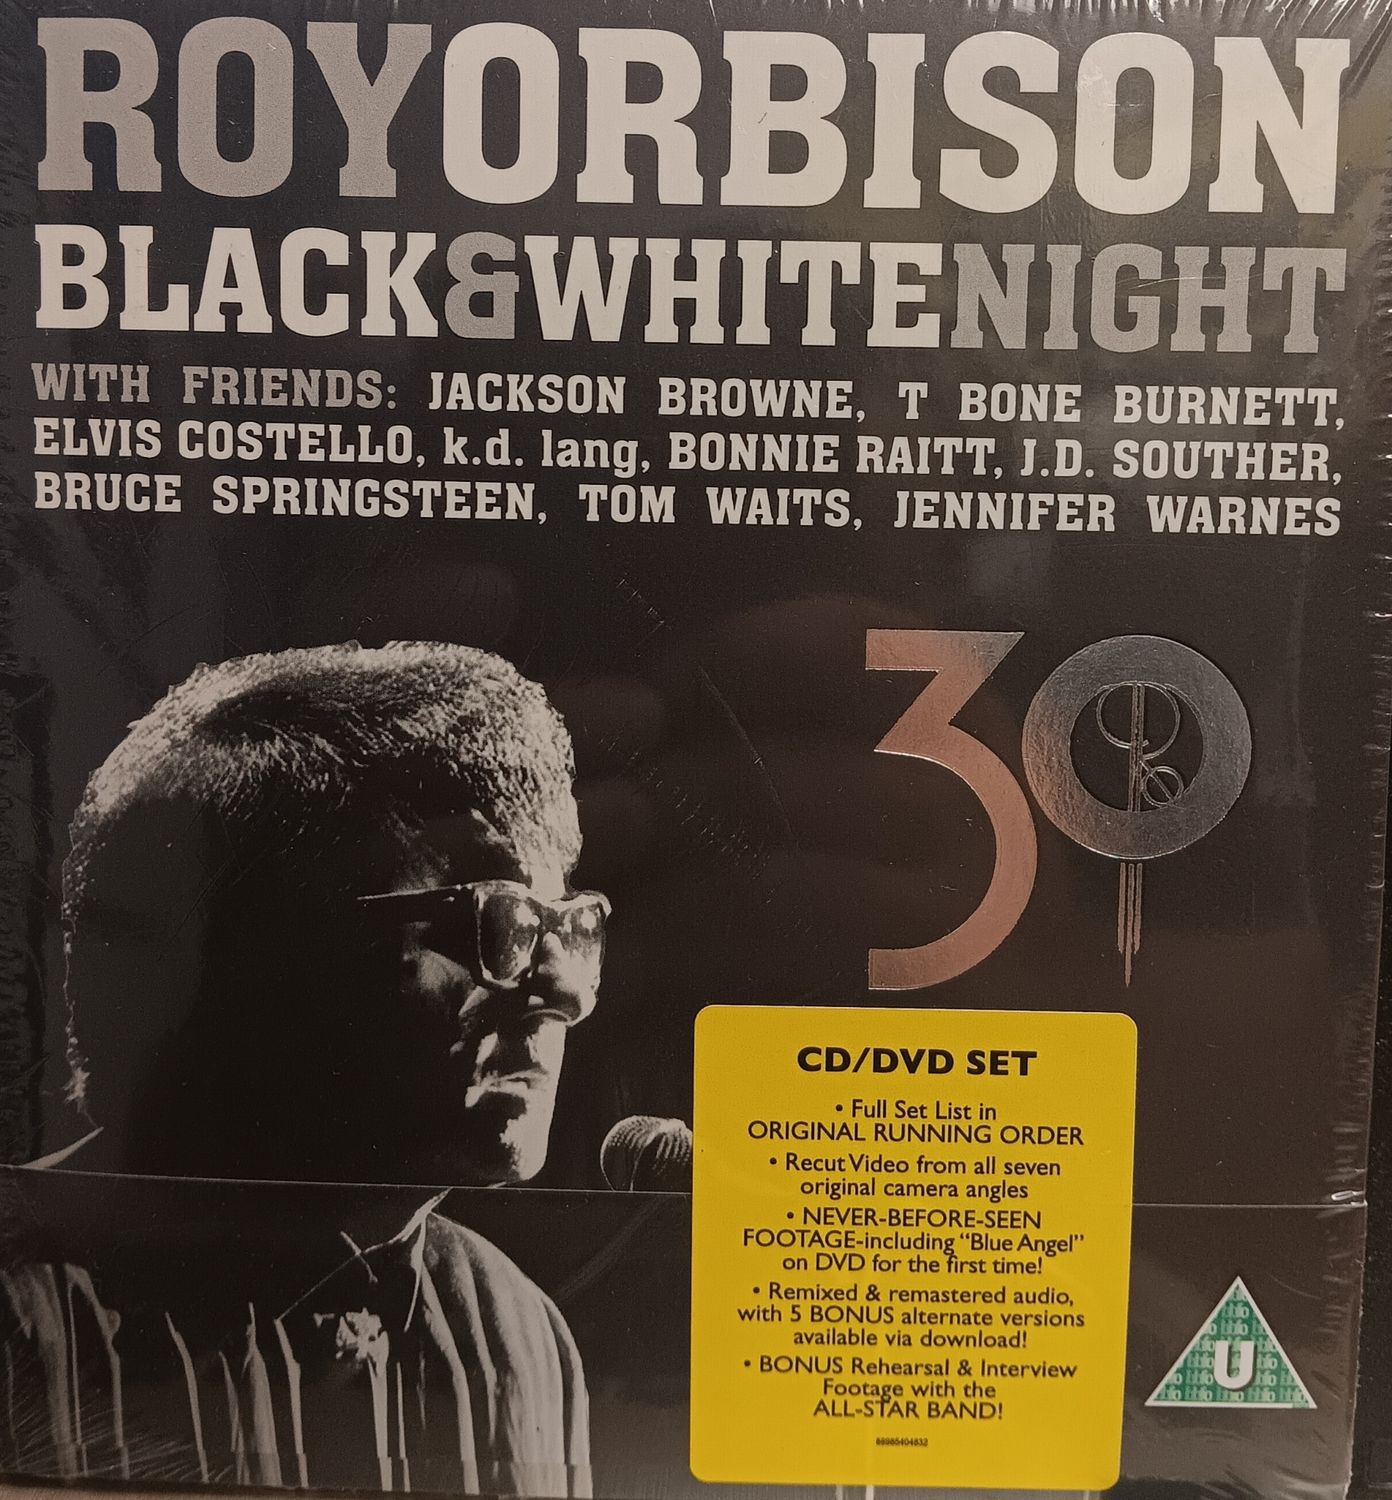 ROYORBISON
BLACK&WHITENIGHT
WITH FRIENDS: JACKSON BROWNE, T BONE BURNETT,
ELVIS COSTELLO, k.d. lang, BONNIE RAITT, J.D. SOUTHER,
BRUCE SPRINGSTEEN, TOM WAITS, JENNIFER WARNES
30
CD/DVD SET
• Full Set List in
ORIGINAL RUNNING ORDER
• Recut Video from all seven
original camera angles
• NEVER-BEFORE-SEEN
FOOTAGE-including “Blue Angel”
on DVD for the first time!
• Remixed & remastered audio,
with 5 BONUS alternate versions
available via download!
• BONUS Rehearsal & Interview
Footage with the
ALL-STAR BAND!
88985404832
U